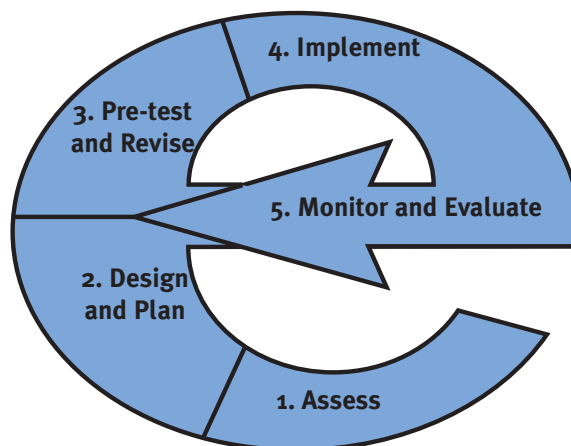 4. Implement
3. Pre-test
and Revise
5. Monitor and Evaluate
2. Design
and Plan
1. Assess